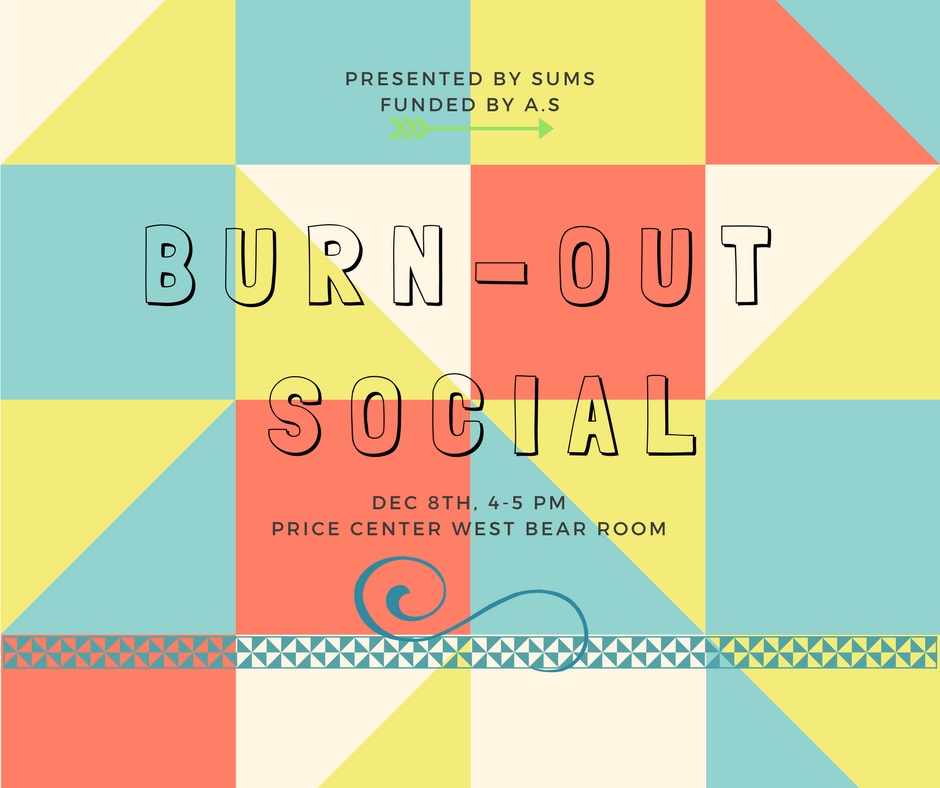 PRESENTED BY SUMS
FUNDED BY A.S
BURN-OUT
SOCIAL
DEC 8TH, 4-5 PM
PRICE CENTER WEST BEAR ROOM